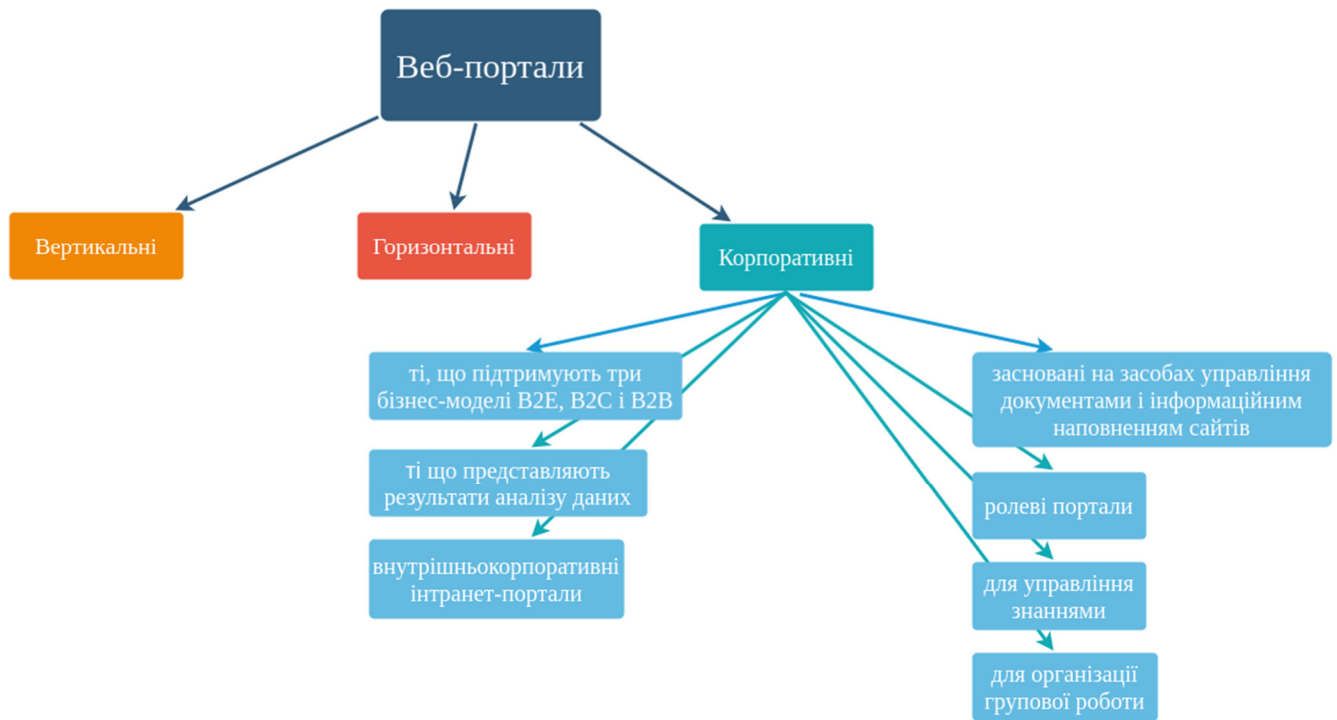 Веб-портали
Вертикальні
Горизонтальні
Корпоративні
ті, що підтримують три
бізнес-моделі B2E, B2C і B2B
ті що представляють
результати аналізу даних
внутрішньокорпоративні
інтранет-портали
засновані на засобах управління
документами і інформаційним
наповненням сайтів
ролеві портали
для управління
знаннями
для організації
групової роботи